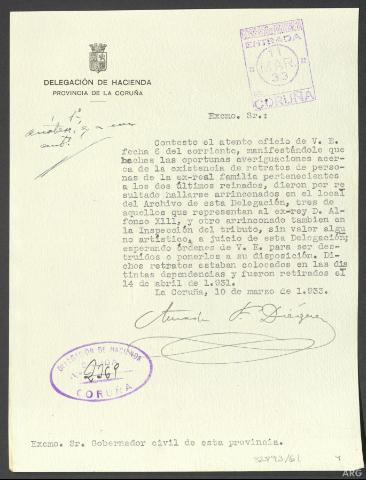 ENTRADA
11
MAR
33
CORUÑA
DELEGACIÓN DE HACIENDA
PROVINCIA DE LA CORUÑA
Excmo. Sr.:
Contesto el atento oficio de V. E.
fecha 6 del corriente, manifestándole que
hechas las oportunas averiguaciones acer-
ca de la existencia de retratos de perso-
nas de la ex-real familia pertenecientes
a los dos últimos reinados, dieron por re
sultado hallarse arrinconados en el local
del Archivo de esta Delegación, tres de
aquellos que representan al ex-rey D. Al-
fonso XIII, y otro arrinconado tambien en
la Inspección del tributo, sin valor algu
no artístico, a juicio de esta Delegación;
esperando órdenes de V. E. para ser des-
truidos o ponerlos a su disposición. Di-
chos retratos estaban colocados en las dis
tintas dependencias y fueron retirados el
14 de abril de 1.931.
La Coruña, 10 de marzo de 1.933.
DELEGACIÓN DE HACIENDA
2269
CORUÑA
Excmo. Sr. Gobernador civil de esta provincia.
ARG